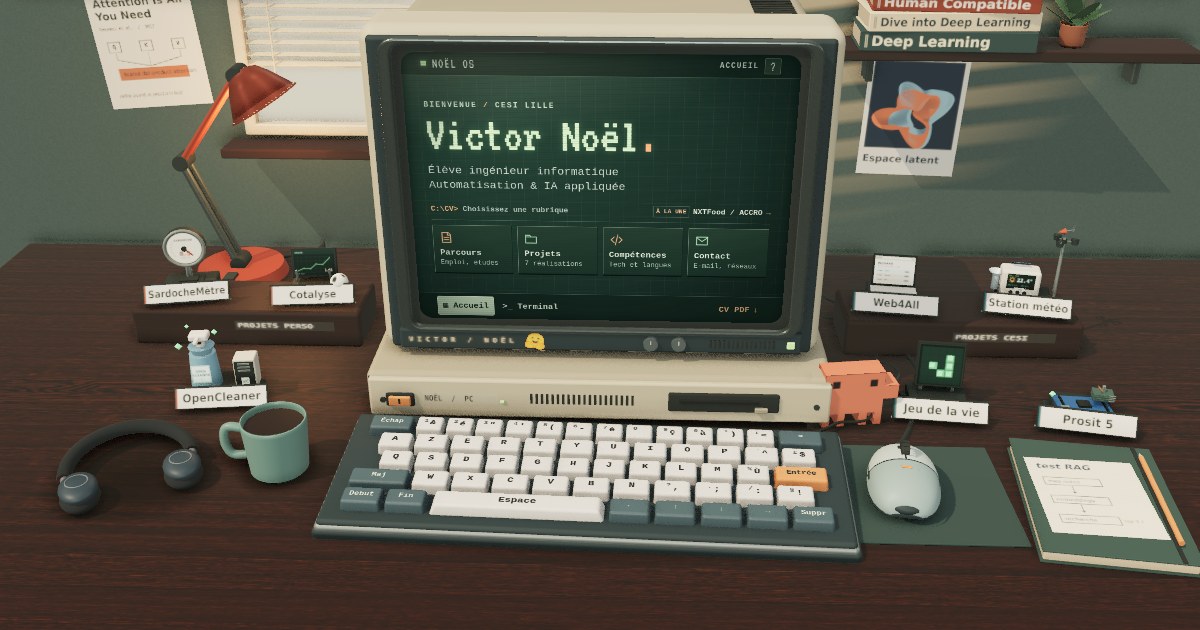 Attention Is All
You Need
Human Compatible
Dive into Deep Learning
Deep Learning
Espace latent
NOËL OS
ACCUEIL ?
BIENVENUE / CESI LILLE
Victor Noël.
Élève ingénieur informatique
Automatisation & IA appliquée
C:\CV> Choisissez une rubrique
À LA UNE NXTFood / ACCRO →
Parcours
Emploi, études
Projets
7 réalisations
Compétences
Tech et langues
Contact
E-mail, réseaux
Accueil
>_ Terminal
CV PDF ↓
VICTOR / NOËL
NOËL / PC
SardocheMètre
Cotalyse
PROJETS PERSO
OpenCleaner
Web4All
Station météo
22.4°
PROJETS CESI
Jeu de la vie
Prosit 5
test RAG
Échap
A Z E R T Y U I O P ^ $
Q S D F G H J K L M Ù Entrée
Maj W X C V B N ? , . ; / : !
Début Fin Espace Suppr